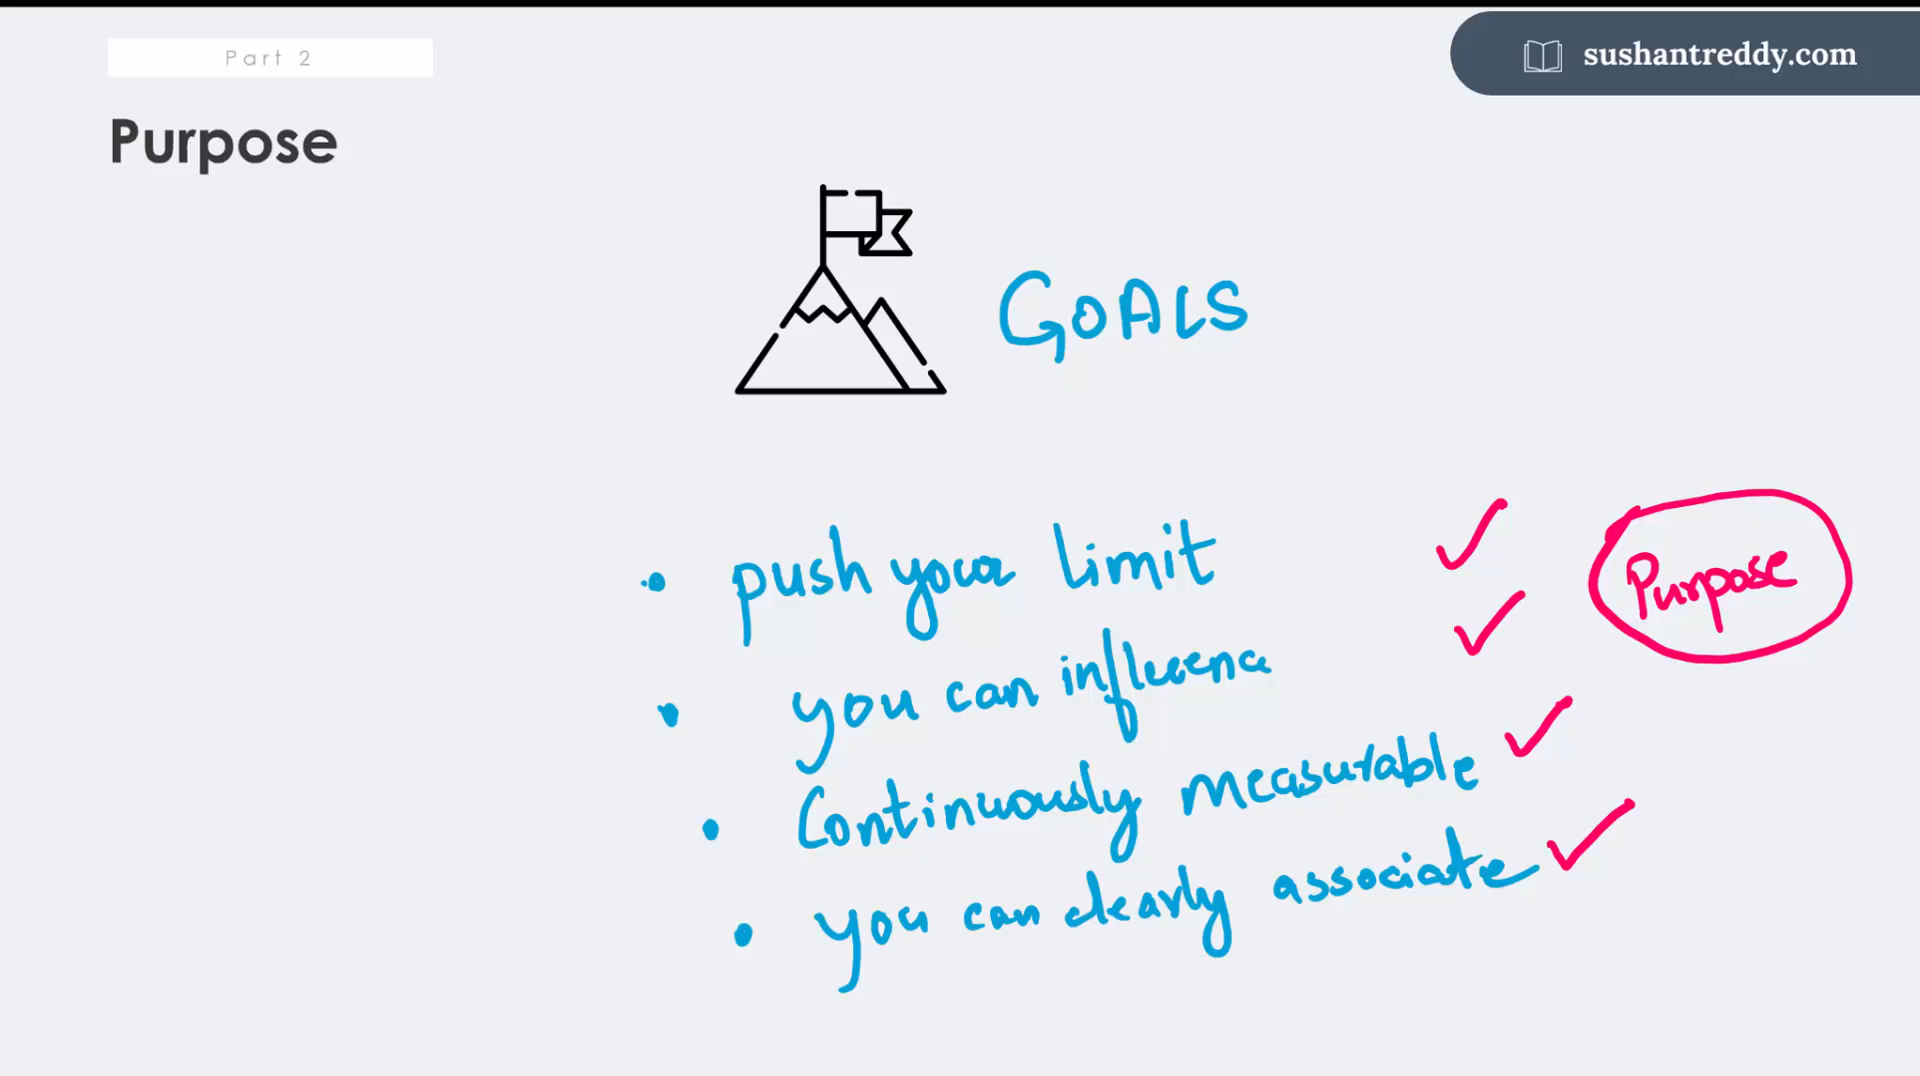 Part 2
sushantreddy.com
Purpose
GOALS
• push your limit
• you can influence
• Continuously measurable
• you can clearly associate
Purpose